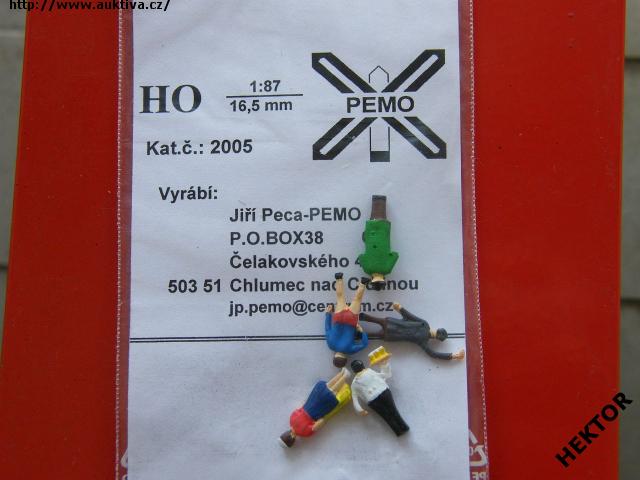 http://www.auktiva.cz/
HO 1:87
16,5 mm
PEMO
Kat.č.: 2005
Vyrábí:
Jiří Peca-PEMO
P.O.BOX38
Čelakovského
503 51 Chlumec nad
jp.pemo@
HEKTOR